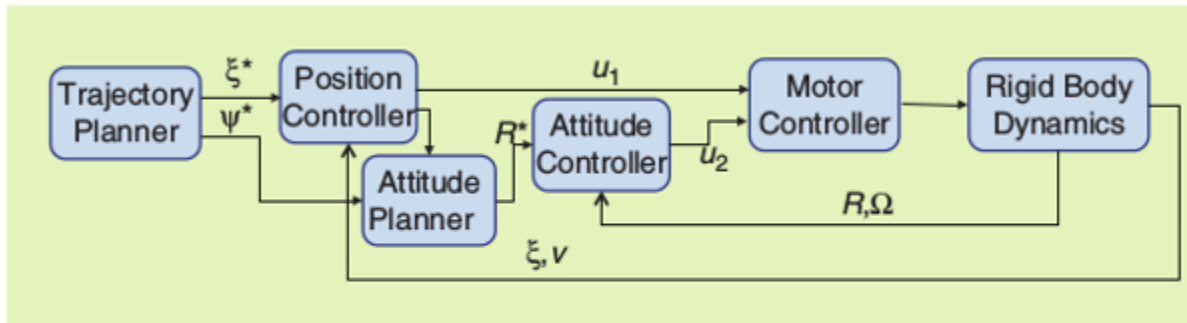 Trajectory
Planner
ξ*
ψ*
Position
Controller
u₁
Attitude
Planner
R*
Attitude
Controller
u₂
Motor
Controller
Rigid Body
Dynamics
R,Ω
ξ,v